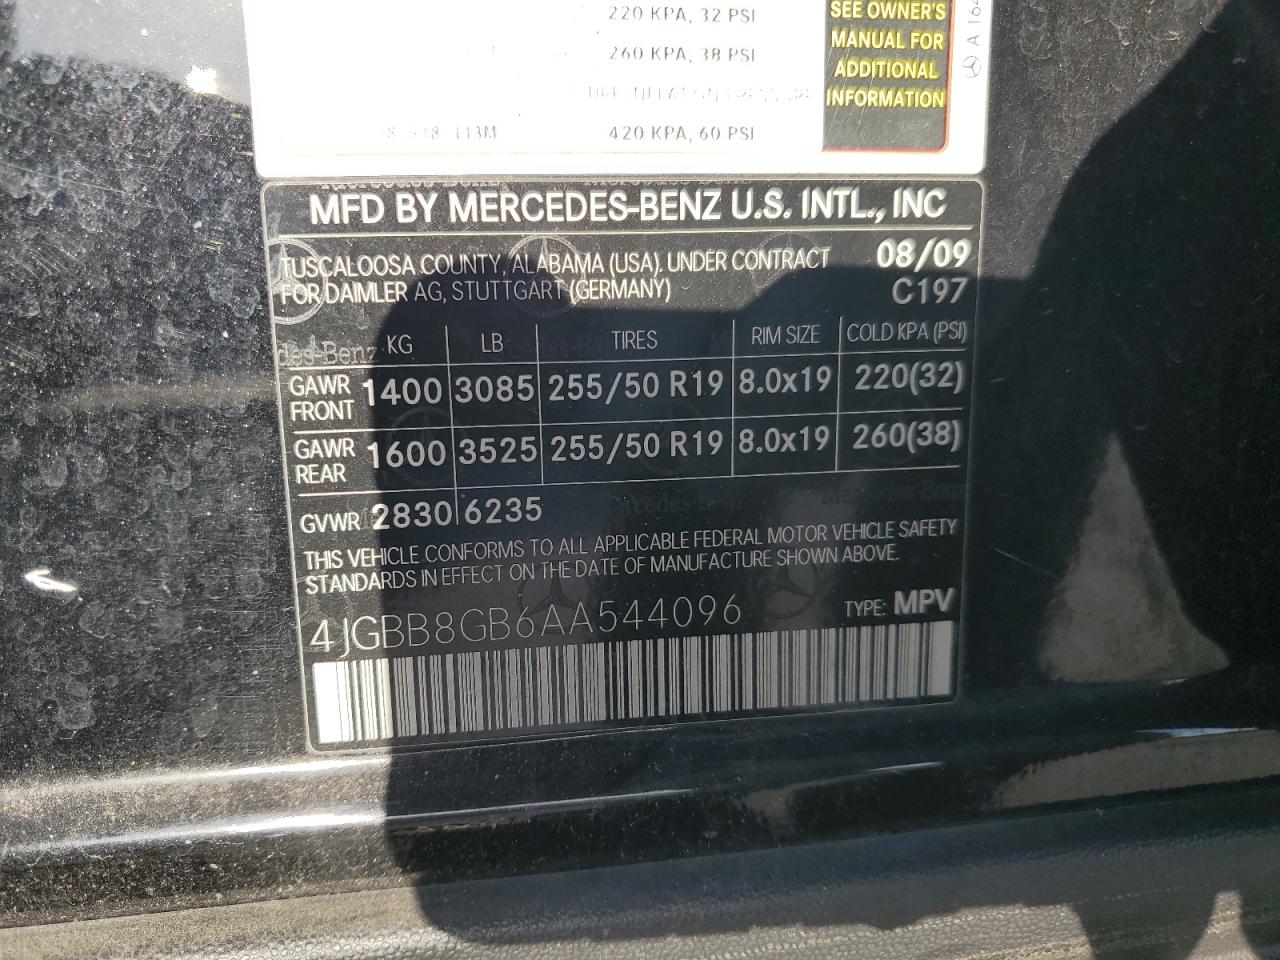 220 KPA, 32 PSI
260 KPA, 38 PSI
420 KPA, 60 PSI
SEE OWNER'S
MANUAL FOR
ADDITIONAL
INFORMATION
A 164
MFD BY MERCEDES-BENZ U.S. INTL., INC
TUSCALOOSA COUNTY, ALABAMA (USA). UNDER CONTRACT 08/09
FOR DAIMLER AG, STUTTGART (GERMANY) C197
KG LB TIRES RIM SIZE COLD KPA (PSI)
GAWR FRONT 1400 3085 255/50 R19 8.0x19 220(32)
GAWR REAR 1600 3525 255/50 R19 8.0x19 260(38)
GVWR 2830 6235
THIS VEHICLE CONFORMS TO ALL APPLICABLE FEDERAL MOTOR VEHICLE SAFETY
STANDARDS IN EFFECT ON THE DATE OF MANUFACTURE SHOWN ABOVE.
4JGBB8GB6AA544096 TYPE: MPV